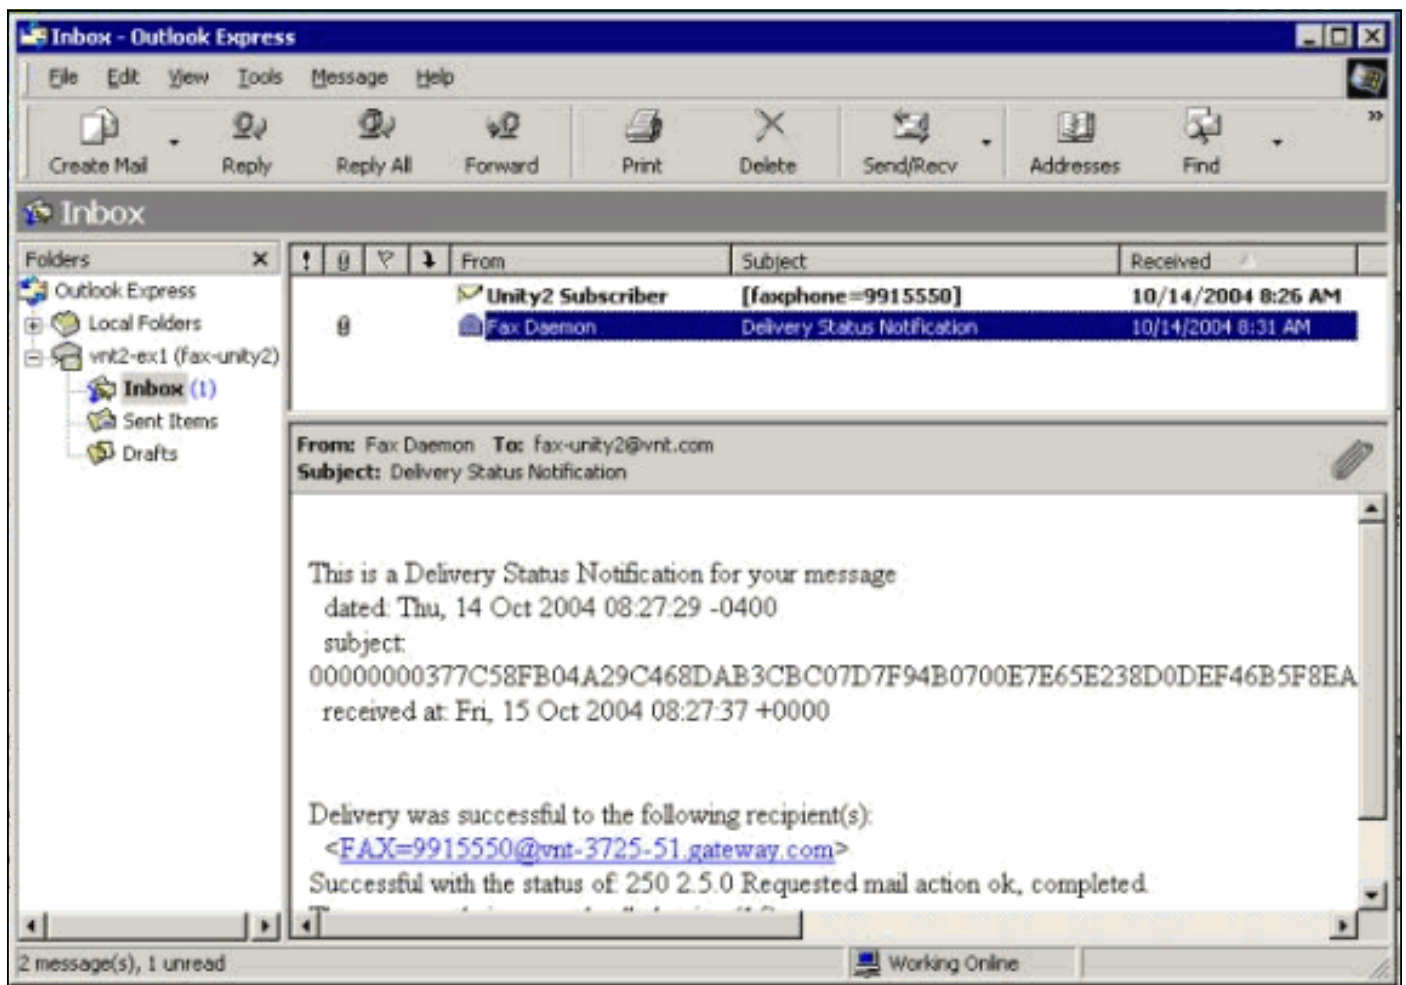 Inbox - Outlook Express
File Edit View Tools Message Help
Create Mail Reply Reply All Forward Print Delete Send/Recv Addresses Find
Inbox
Folders
Outlook Express
Local Folders
vnt2-ex1 (fax-unity2)
Inbox (1)
Sent Items
Drafts
! From Subject Received
Unity2 Subscriber [faxphone=9915550] 10/14/2004 8:26 AM
Fax Daemon Delivery Status Notification 10/14/2004 8:31 AM
From: Fax Daemon To: fax-unity2@vnt.com
Subject: Delivery Status Notification
This is a Delivery Status Notification for your message
dated: Thu, 14 Oct 2004 08:27:29 -0400
subject:
00000000377C58FB04A29C468DAB3CBC07D7F94B0700E7E65E238D0DEF46B5F8EA
received at: Fri, 15 Oct 2004 08:27:37 +0000
Delivery was successful to the following recipient(s):
<FAX=9915550@vnt-3725-51.gateway.com>
Successful with the status of: 250 2.5.0 Requested mail action ok, completed.
2 message(s), 1 unread
Working Online